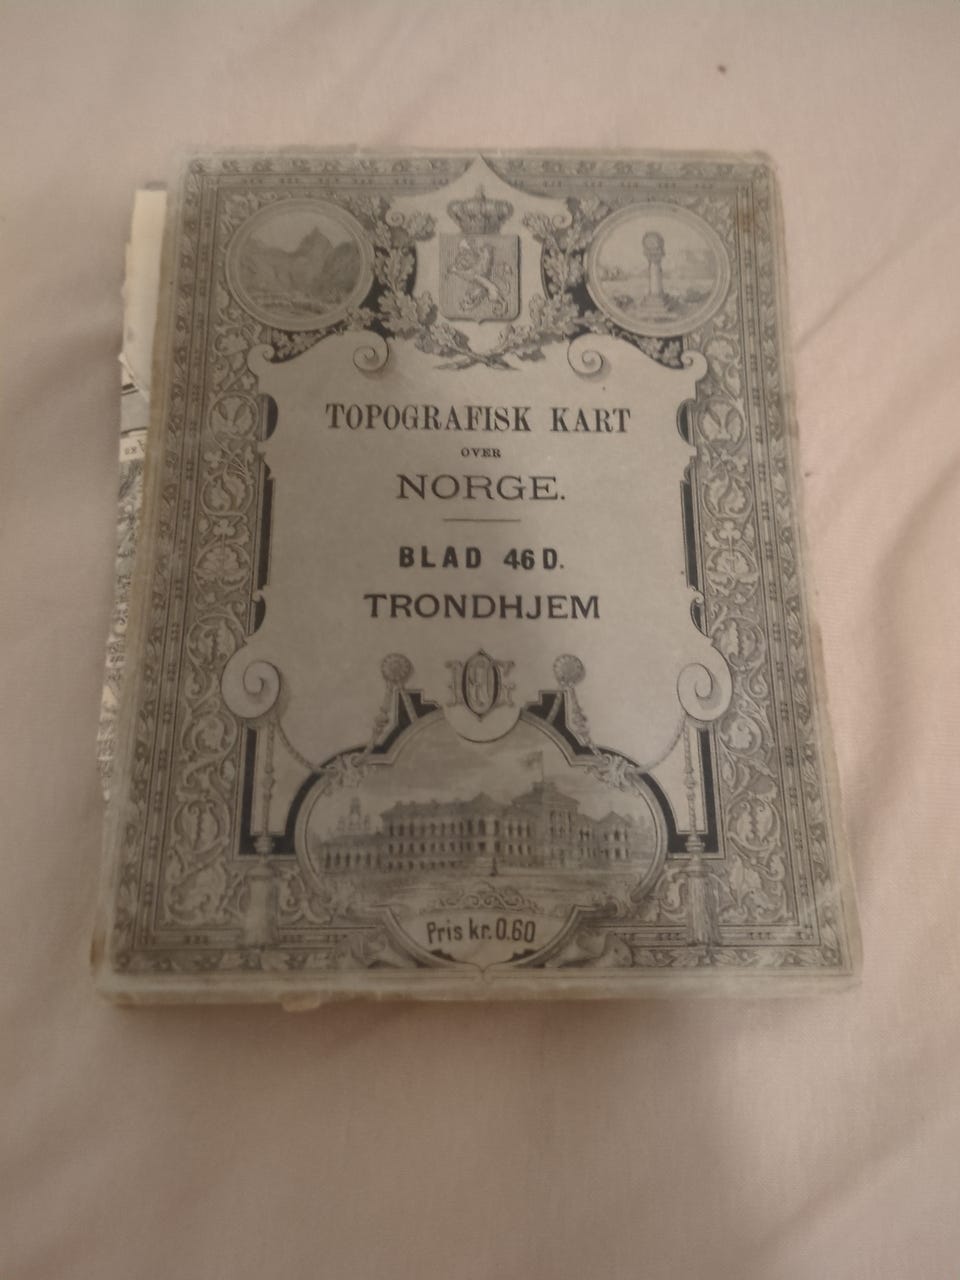 TOPOGRAFISK KART
OVER
NORGE.
BLAD 46 D.
TRONDHJEM
Pris kr. 0.60